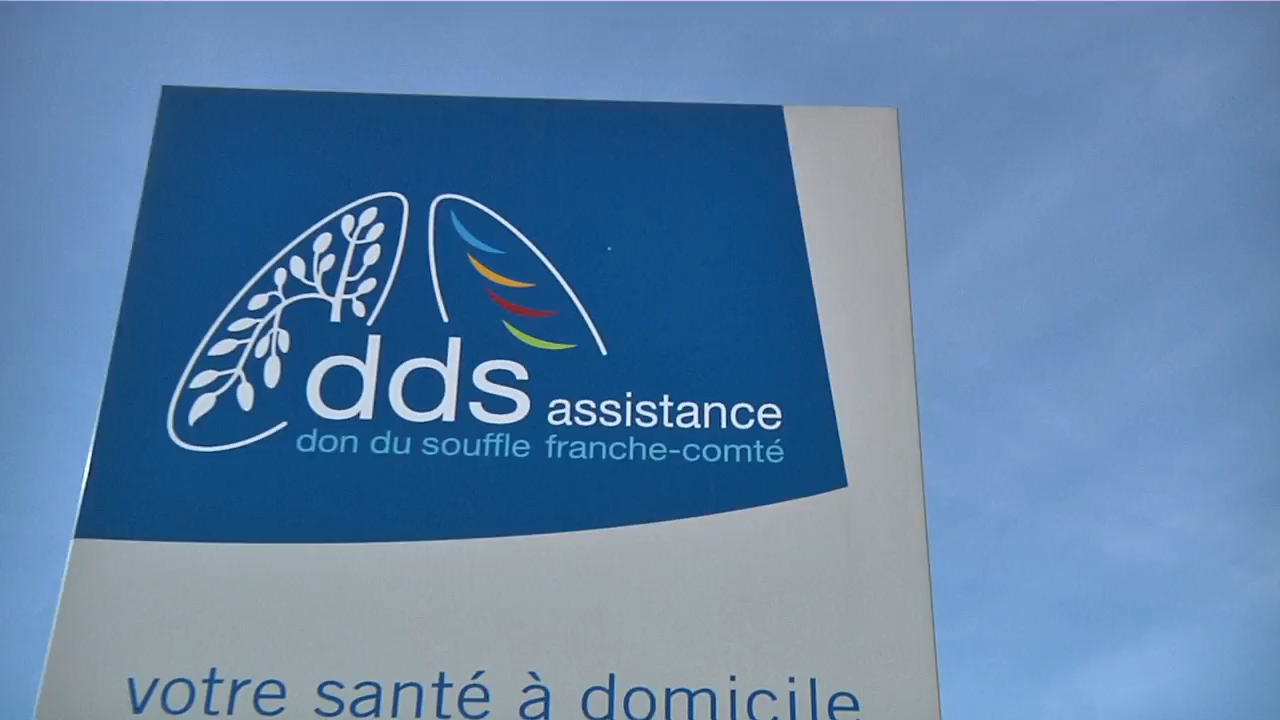 dds assistance
don du souffle franche-comté
votre santé à domicile